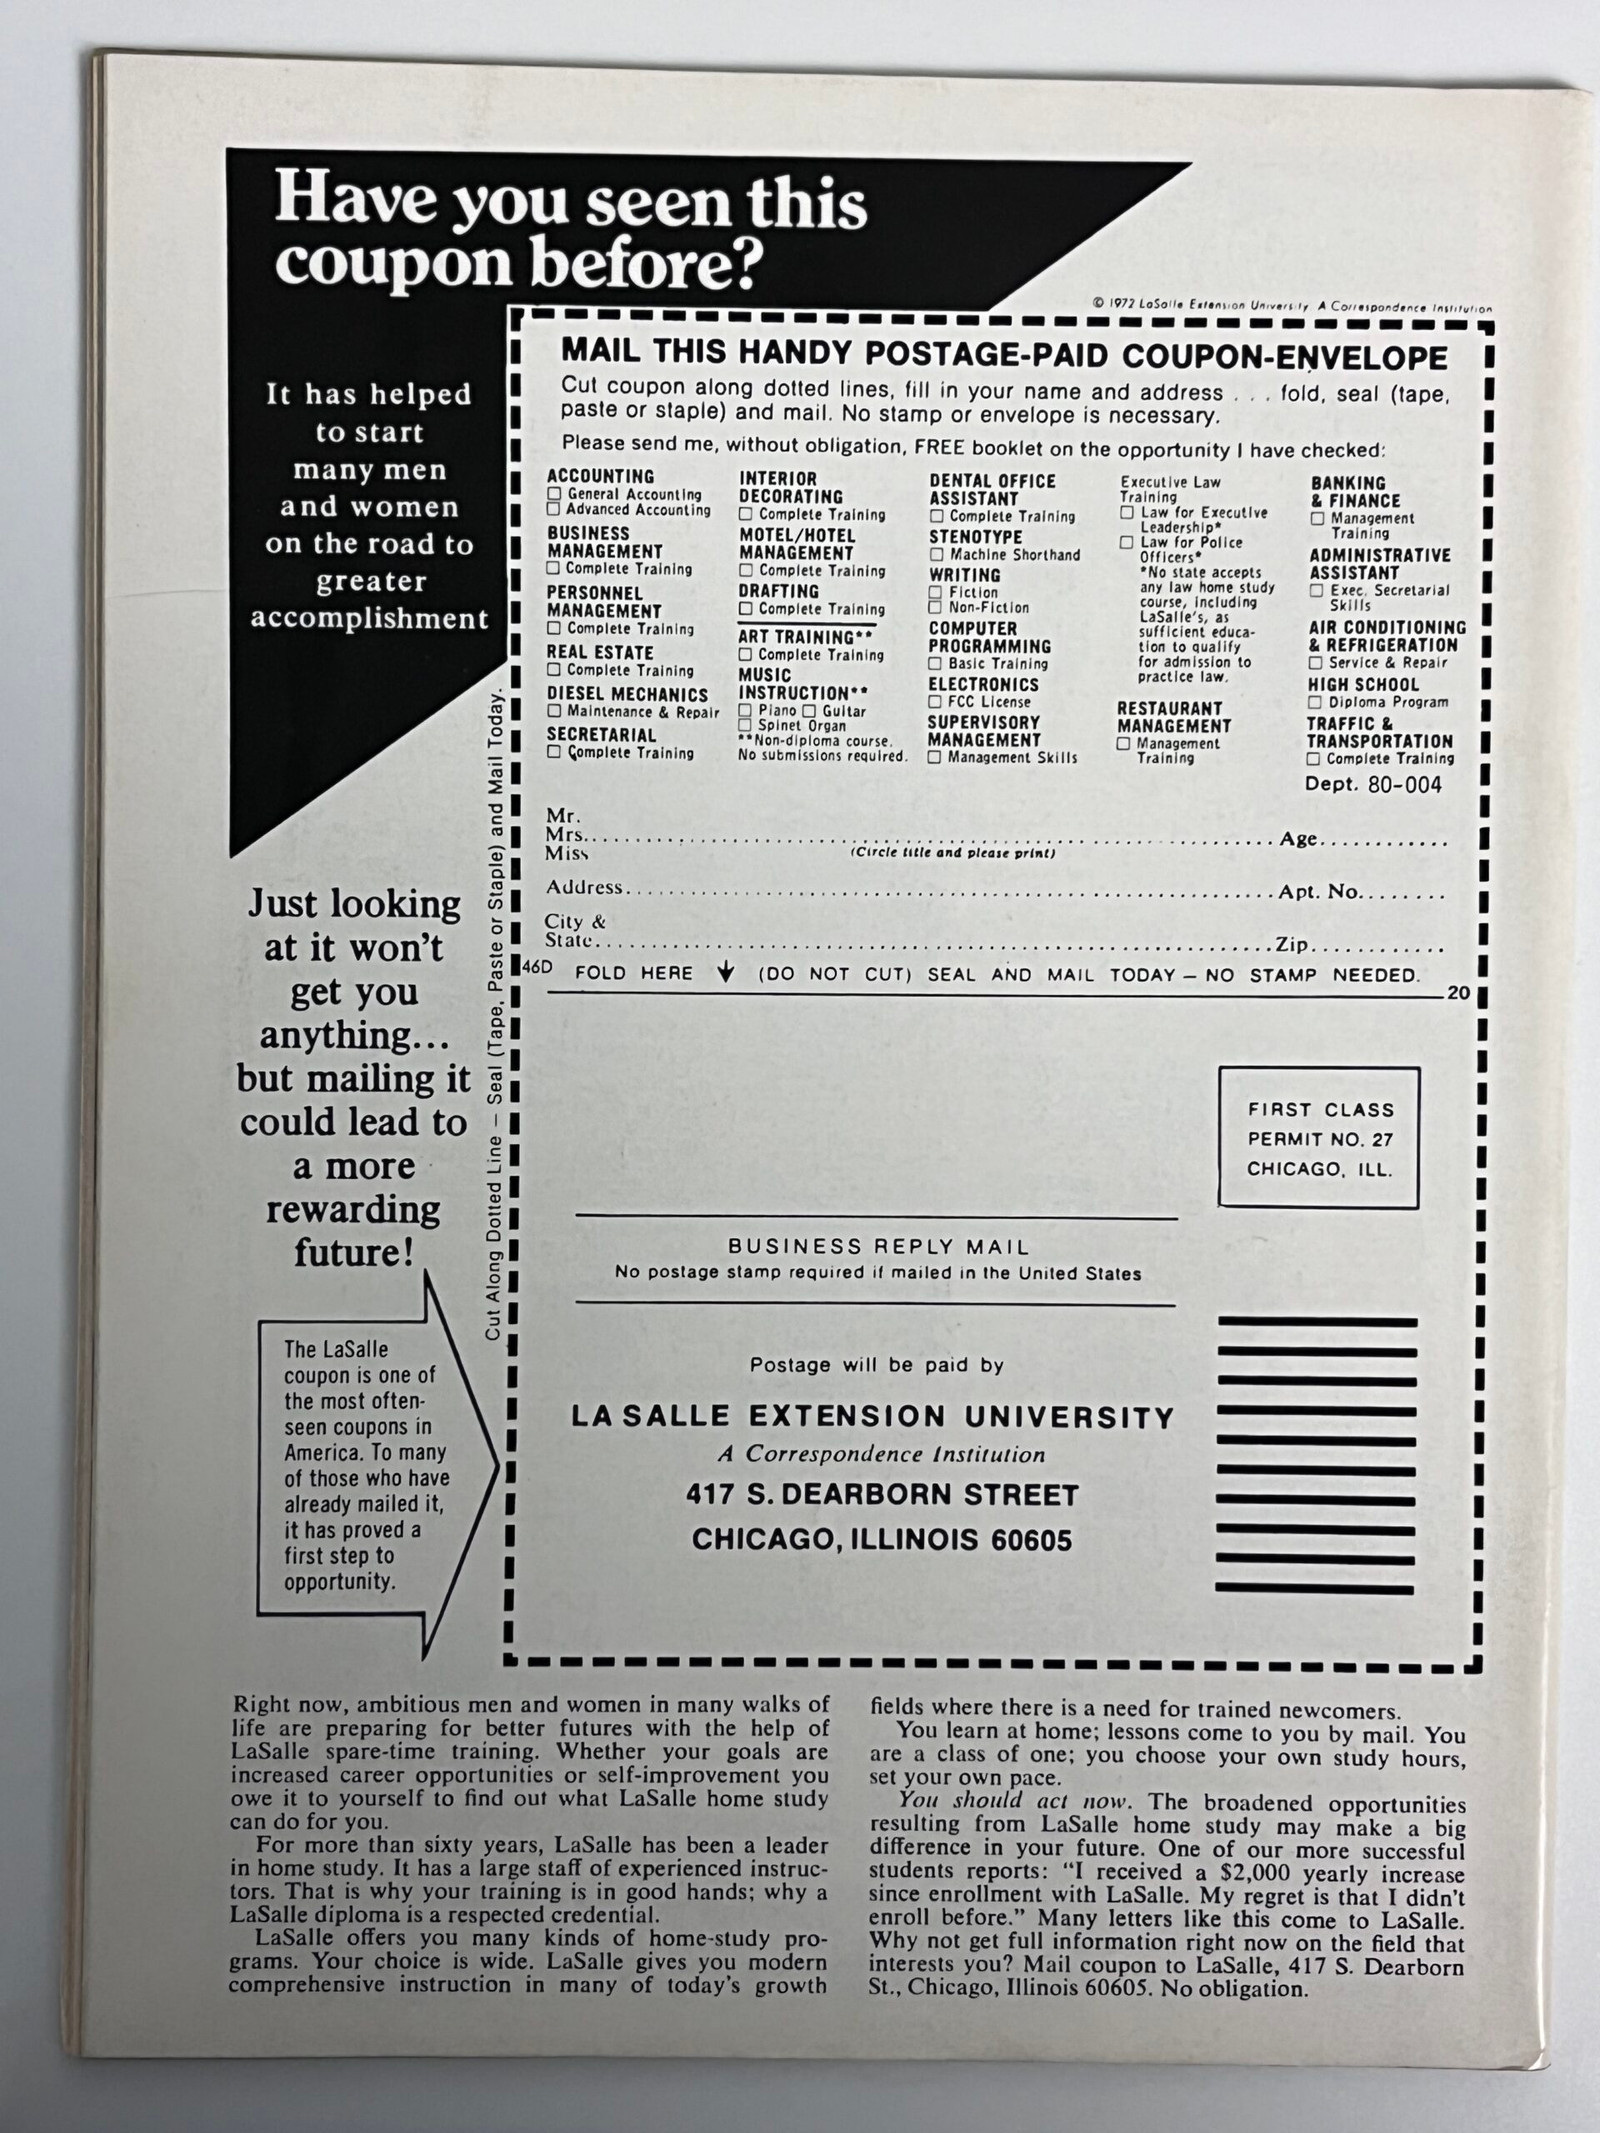 Have you seen this
coupon before?
It has helped
to start
many men
and women
on the road to
greater
accomplishment
Just looking
at it won't
get you
anything...
but mailing it
could lead to
a more
rewarding
future!
The LaSalle
coupon is one of
the most often-
seen coupons in
America. To many
of those who have
already mailed it,
it has proved a
first step to
opportunity.
Cut Along Dotted Line – Seal (Tape, Paste or Staple) and Mail Today.
© 1972 LaSalle Extension University A Correspondence Institution
MAIL THIS HANDY POSTAGE-PAID COUPON-ENVELOPE
Cut coupon along dotted lines, fill in your name and address . . . fold, seal (tape,
paste or staple) and mail. No stamp or envelope is necessary.
Please send me, without obligation, FREE booklet on the opportunity I have checked:
ACCOUNTING
☐ General Accounting
☐ Advanced Accounting
BUSINESS
MANAGEMENT
☐ Complete Training
PERSONNEL
MANAGEMENT
☐ Complete Training
REAL ESTATE
☐ Complete Training
DIESEL MECHANICS
☐ Maintenance & Repair
SECRETARIAL
☐ Complete Training
INTERIOR
DECORATING
☐ Complete Training
MOTEL/HOTEL
MANAGEMENT
☐ Complete Training
DRAFTING
☐ Complete Training
ART TRAINING**
☐ Complete Training
MUSIC
INSTRUCTION**
☐ Piano ☐ Guitar
☐ Spinet Organ
**Non-diploma course.
No submissions required.
DENTAL OFFICE
ASSISTANT
☐ Complete Training
STENOTYPE
☐ Machine Shorthand
WRITING
☐ Fiction
☐ Non-Fiction
COMPUTER
PROGRAMMING
☐ Basic Training
ELECTRONICS
☐ FCC License
SUPERVISORY
MANAGEMENT
☐ Management Skills
Executive Law
Training
☐ Law for Executive
Leadership*
☐ Law for Police
Officers*
*No state accepts
any law home study
course, including
LaSalle's, as
sufficient educa-
tion to qualify
for admission to
practice law.
RESTAURANT
MANAGEMENT
☐ Management
Training
BANKING
& FINANCE
☐ Management
Training
ADMINISTRATIVE
ASSISTANT
☐ Exec. Secretarial
Skills
AIR CONDITIONING
& REFRIGERATION
☐ Service & Repair
HIGH SCHOOL
☐ Diploma Program
TRAFFIC &
TRANSPORTATION
☐ Complete Training
Dept. 80-004
Mr.
Mrs. Age
Miss (Circle title and please print)
Address Apt. No.
City &
State Zip
46D FOLD HERE ↓ (DO NOT CUT) SEAL AND MAIL TODAY – NO STAMP NEEDED.
20
FIRST CLASS
PERMIT NO. 27
CHICAGO, ILL.
BUSINESS REPLY MAIL
No postage stamp required if mailed in the United States
Postage will be paid by
LA SALLE EXTENSION UNIVERSITY
A Correspondence Institution
417 S. DEARBORN STREET
CHICAGO, ILLINOIS 60605
Right now, ambitious men and women in many walks of
life are preparing for better futures with the help of
LaSalle spare-time training. Whether your goals are
increased career opportunities or self-improvement you
owe it to yourself to find out what LaSalle home study
can do for you.
For more than sixty years, LaSalle has been a leader
in home study. It has a large staff of experienced instruc-
tors. That is why your training is in good hands; why a
LaSalle diploma is a respected credential.
LaSalle offers you many kinds of home-study pro-
grams. Your choice is wide. LaSalle gives you modern
comprehensive instruction in many of today's growth
fields where there is a need for trained newcomers.
You learn at home; lessons come to you by mail. You
are a class of one; you choose your own study hours,
set your own pace.
You should act now. The broadened opportunities
resulting from LaSalle home study may make a big
difference in your future. One of our more successful
students reports: "I received a $2,000 yearly increase
since enrollment with LaSalle. My regret is that I didn't
enroll before." Many letters like this come to LaSalle.
Why not get full information right now on the field that
interests you? Mail coupon to LaSalle, 417 S. Dearborn
St., Chicago, Illinois 60605. No obligation.